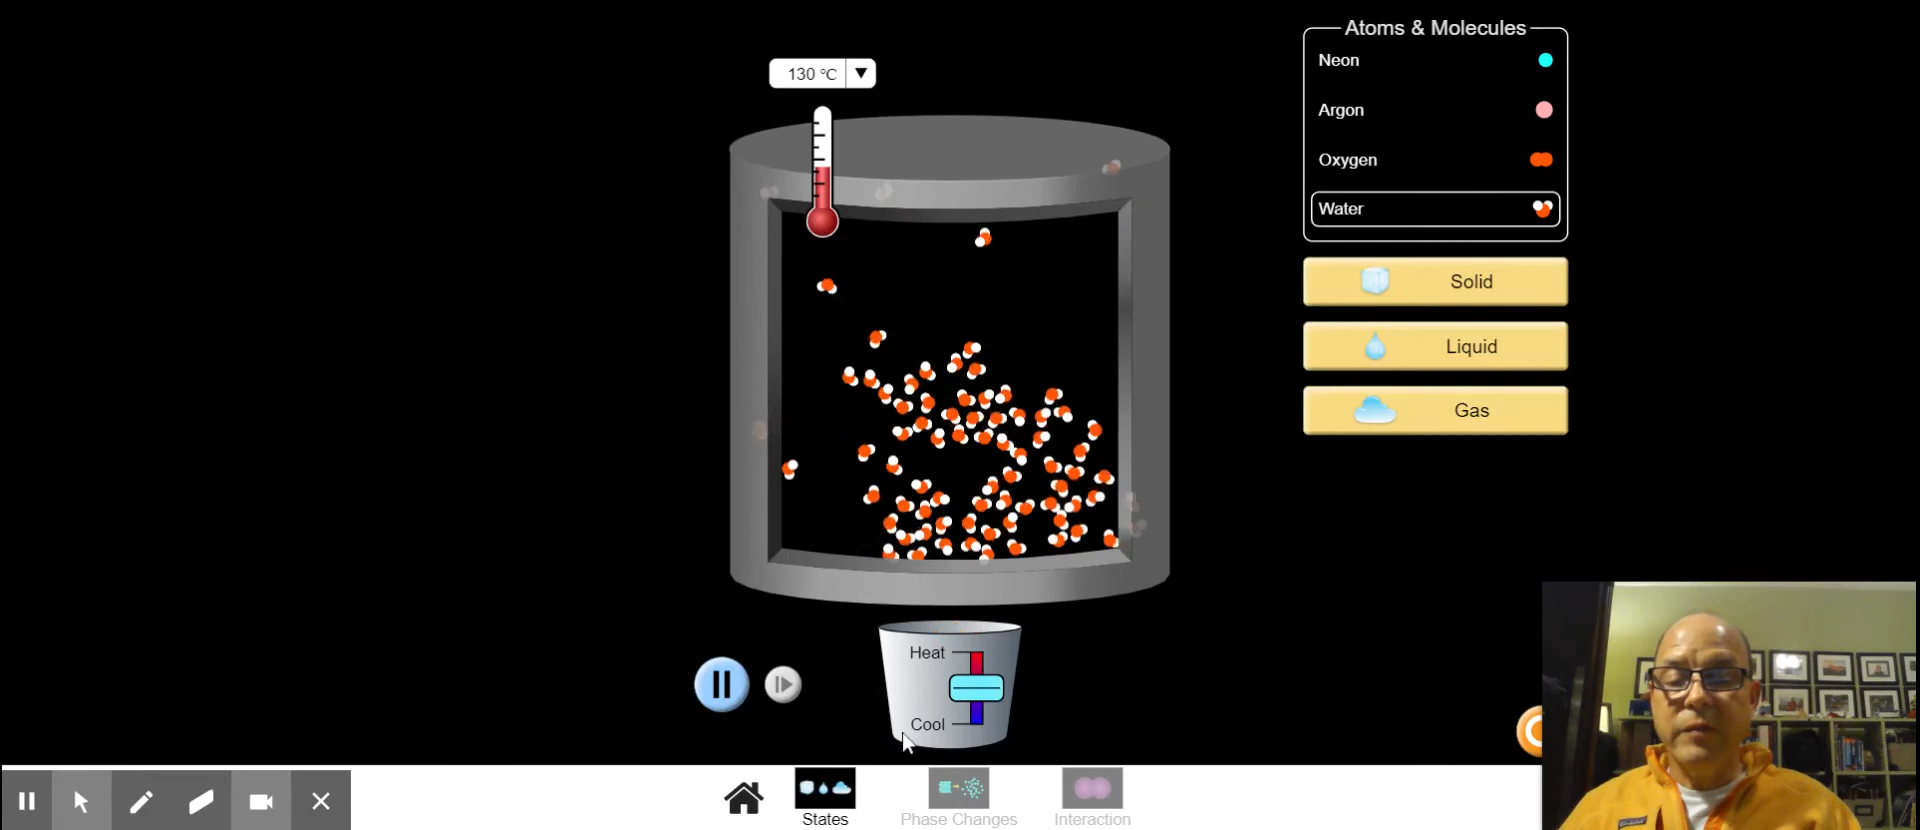 Atoms & Molecules
130 °C
Neon
Argon
Oxygen
Water
Solid
Liquid
Gas
Heat
Cool
States
Phase Changes
Interaction